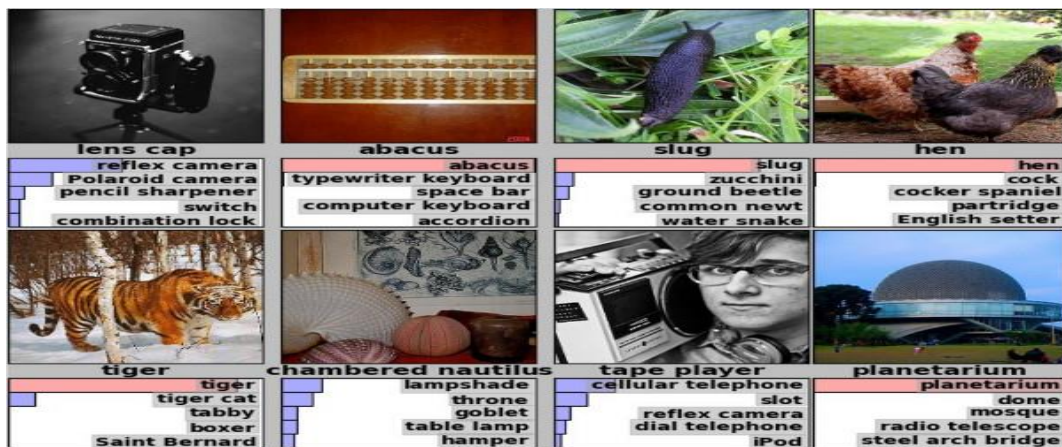 lens cap
reflex camera
Polaroid camera
pencil sharpener
switch
combination lock
abacus
abacus
typewriter keyboard
space bar
computer keyboard
accordion
slug
slug
zucchini
ground beetle
common newt
water snake
hen
hen
cock
cocker spaniel
partridge
English setter
tiger
tiger
tiger cat
tabby
boxer
Saint Bernard
chambered nautilus
lampshade
throne
goblet
table lamp
hamper
tape player
cellular telephone
slot
reflex camera
dial telephone
iPod
planetarium
planetarium
dome
mosque
radio telescope
steel arch bridge